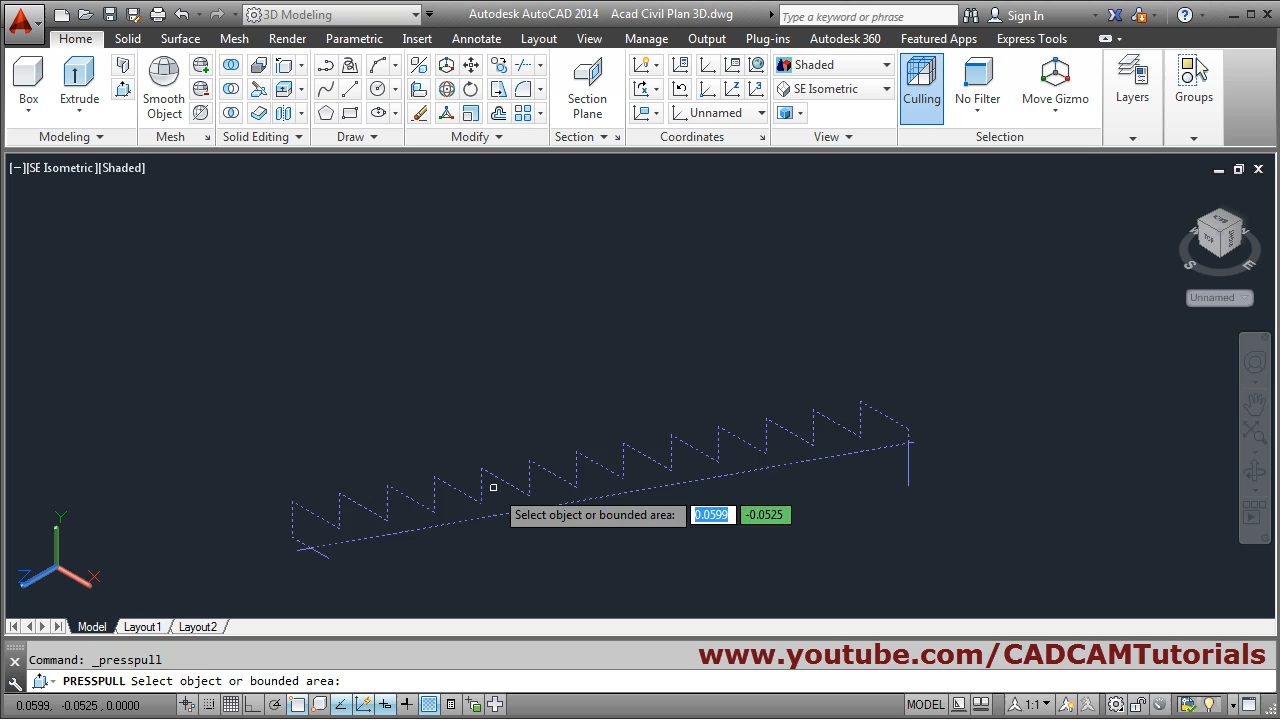 3D Modeling
Autodesk AutoCAD 2014 Acad Civil Plan 3D.dwg
Type a keyword or phrase
Sign In
Home Solid Surface Mesh Render Parametric Insert Annotate Layout View Manage Output Plug-ins Autodesk 360 Featured Apps Express Tools
Box
Extrude
Smooth Object
Section Plane
Shaded
SE Isometric
Unnamed
Culling
No Filter
Move Gizmo
Layers
Groups
Modeling Mesh Solid Editing Draw Modify Section Coordinates View Selection
[−][SE Isometric][Shaded]
TOP
W
S
E
Unnamed
Select object or bounded area: 0.0599 -0.0525
Y
Z
X
Model Layout1 Layout2
Command: _presspull
www.youtube.com/CADCAMTutorials
PRESSPULL Select object or bounded area:
0.0599, -0.0525 , 0.0000
MODEL
1:1